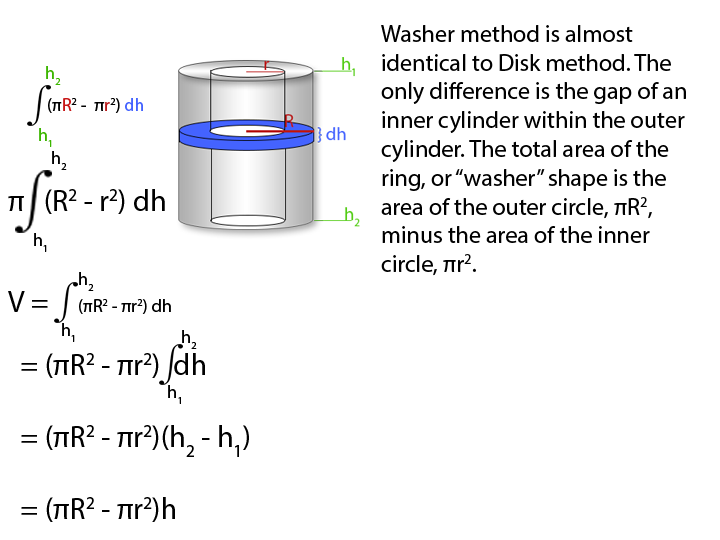 Washer method is almost
identical to Disk method. The
only difference is the gap of an
inner cylinder within the outer
cylinder. The total area of the
ring, or “washer” shape is the
area of the outer circle, πR²,
minus the area of the inner
circle, πr².
h₂
∫(πR² - πr²) dh
h₁
h₂
π∫(R² - r²) dh
h₁
r
h₁
R
} dh
h₂
h₂
V = ∫(πR² - πr²) dh
h₁
h₂
= (πR² - πr²)∫dh
h₁
= (πR² - πr²)(h₂ - h₁)
= (πR² - πr²)h